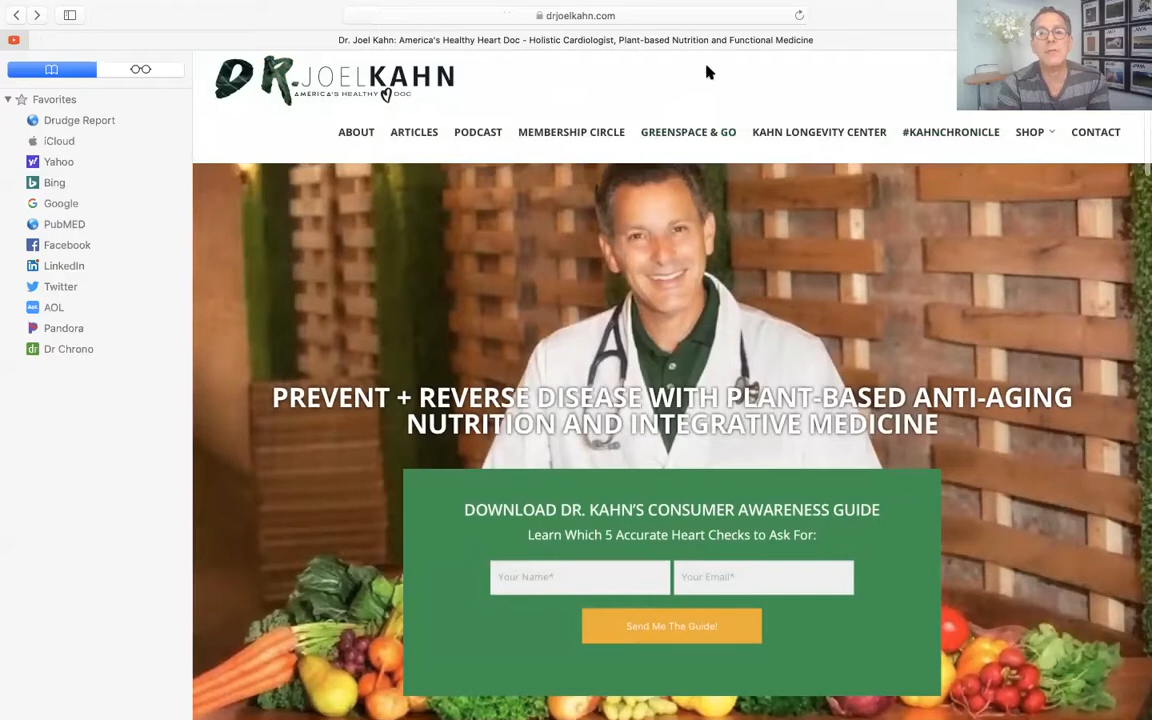 drjoelkahn.com
Dr. Joel Kahn: America's Healthy Heart Doc - Holistic Cardiologist, Plant-based Nutrition and Functional Medicine
Favorites
Drudge Report
iCloud
Yahoo
Bing
Google
PubMED
Facebook
LinkedIn
Twitter
AOL
Pandora
dr Dr Chrono
DR.JOELKAHN
AMERICA'S HEALTHY DOC
ABOUT ARTICLES PODCAST MEMBERSHIP CIRCLE GREENSPACE & GO KAHN LONGEVITY CENTER #KAHNCHRONICLE SHOP CONTACT
PREVENT + REVERSE DISEASE WITH PLANT-BASED ANTI-AGING
NUTRITION AND INTEGRATIVE MEDICINE
DOWNLOAD DR. KAHN'S CONSUMER AWARENESS GUIDE
Learn Which 5 Accurate Heart Checks to Ask For:
Your Name* Your Email*
Send Me The Guide!